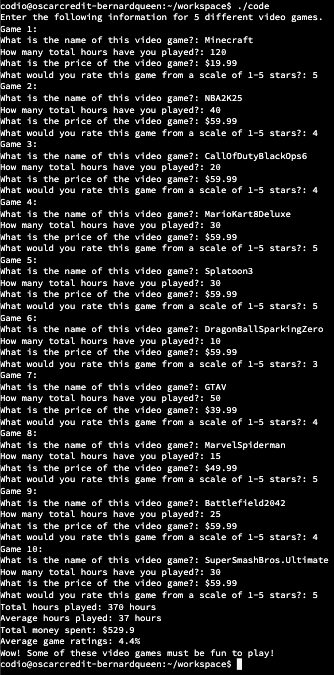 codio@oscarcredit-bernardqueen:~/workspace$ ./code
Enter the following information for 5 different video games.
Game 1:
What is the name of this video game?: Minecraft
How many total hours have you played?: 120
What is the price of the video game?: $19.99
What would you rate this game from a scale of 1-5 stars?: 5
Game 2:
What is the name of this video game?: NBA2K25
How many total hours have you played?: 40
What is the price of the video game?: $59.99
What would you rate this game from a scale of 1-5 stars?: 4
Game 3:
What is the name of this video game?: CallOfDutyBlackOps6
How many total hours have you played?: 20
What is the price of the video game?: $59.99
What would you rate this game from a scale of 1-5 stars?: 4
Game 4:
What is the name of this video game?: MarioKart8Deluxe
How many total hours have you played?: 30
What is the price of the video game?: $59.99
What would you rate this game from a scale of 1-5 stars?: 5
Game 5:
What is the name of this video game?: Splatoon3
How many total hours have you played?: 30
What is the price of the video game?: $59.99
What would you rate this game from a scale of 1-5 stars?: 5
Game 6:
What is the name of this video game?: DragonBallSparkingZero
How many total hours have you played?: 10
What is the price of the video game?: $59.99
What would you rate this game from a scale of 1-5 stars?: 3
Game 7:
What is the name of this video game?: GTAV
How many total hours have you played?: 50
What is the price of the video game?: $39.99
What would you rate this game from a scale of 1-5 stars?: 4
Game 8:
What is the name of this video game?: MarvelSpiderman
How many total hours have you played?: 15
What is the price of the video game?: $49.99
What would you rate this game from a scale of 1-5 stars?: 5
Game 9:
What is the name of this video game?: Battlefield2042
How many total hours have you played?: 25
What is the price of the video game?: $59.99
What would you rate this game from a scale of 1-5 stars?: 4
Game 10:
What is the name of this video game?: SuperSmashBros.Ultimate
How many total hours have you played?: 30
What is the price of the video game?: $59.99
What would you rate this game from a scale of 1-5 stars?: 5
Total hours played: 370 hours
Average hours played: 37 hours
Total money spent: $529.9
Average game ratings: 4.4%
Wow! Some of these video games must be fun to play!
codio@oscarcredit-bernardqueen:~/workspace$